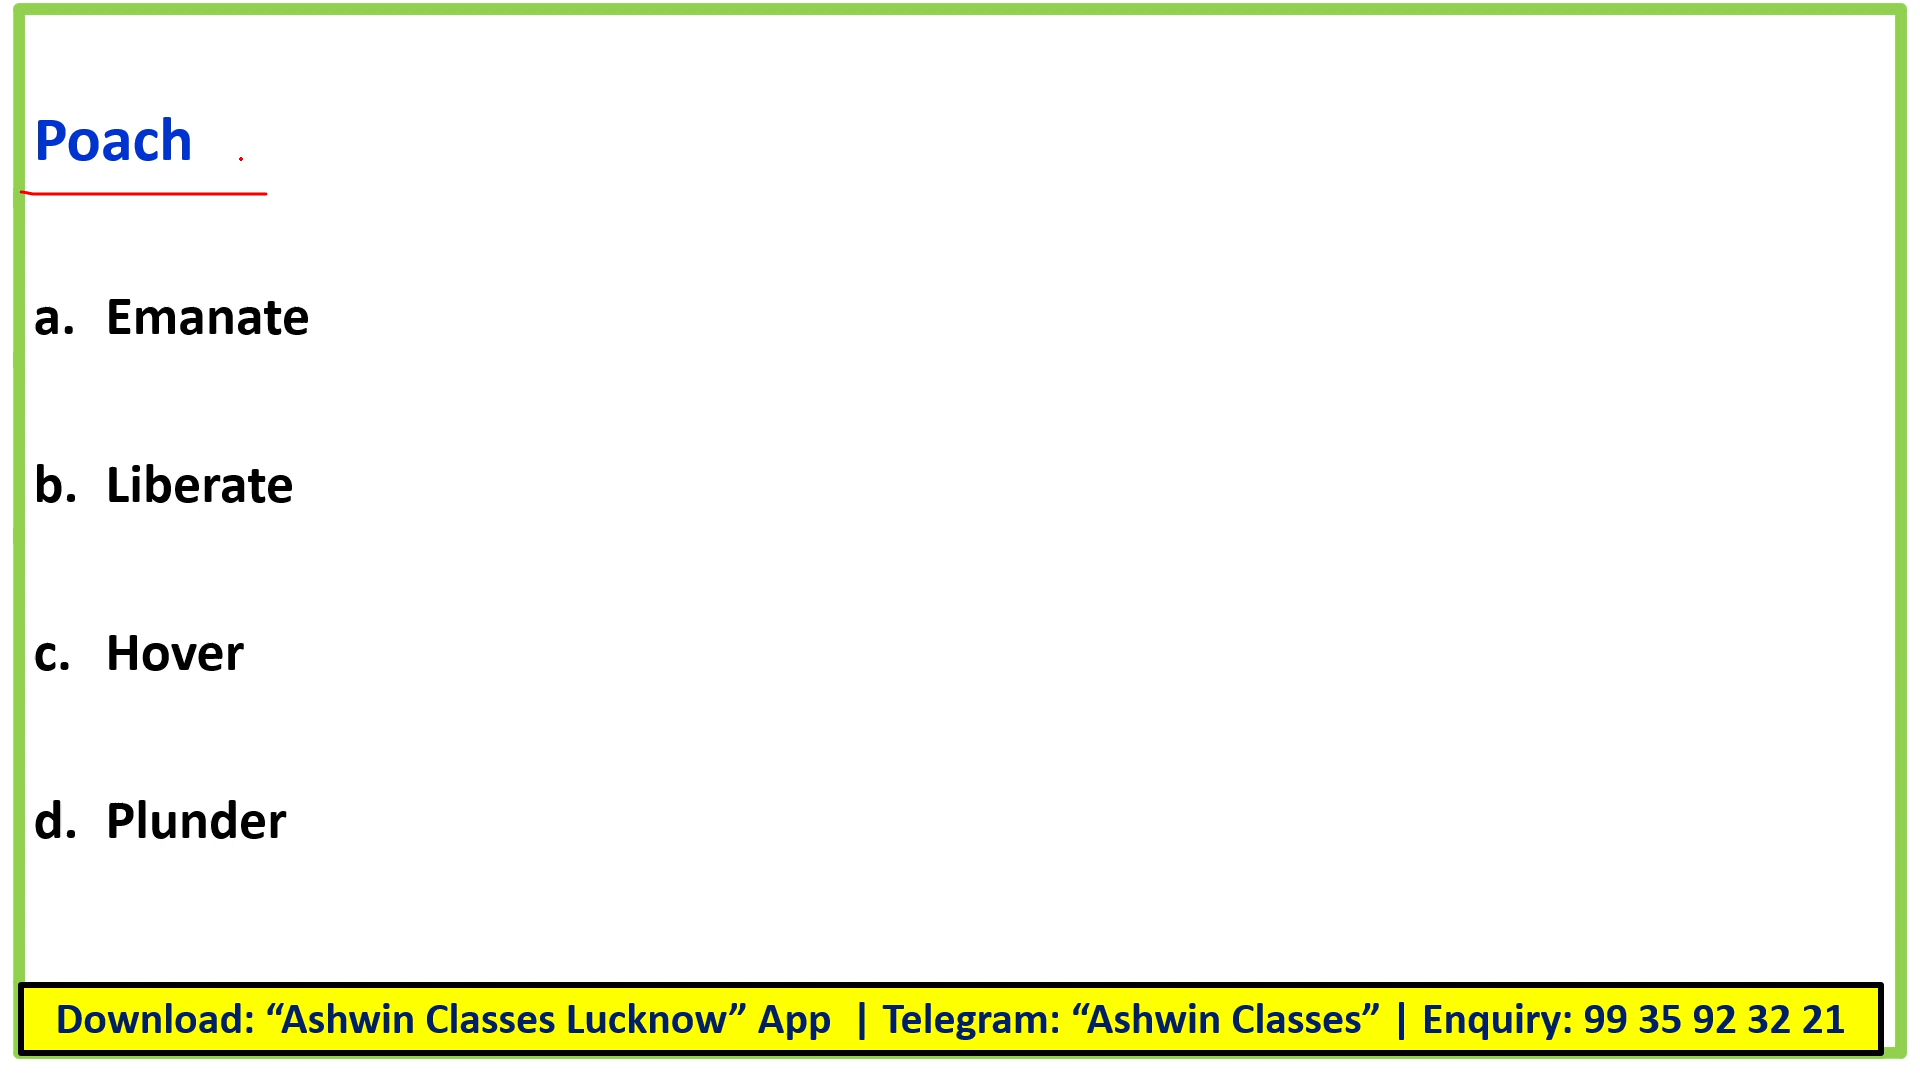 Poach
a. Emanate
b. Liberate
c. Hover
d. Plunder
Download: “Ashwin Classes Lucknow” App | Telegram: “Ashwin Classes” | Enquiry: 99 35 92 32 21